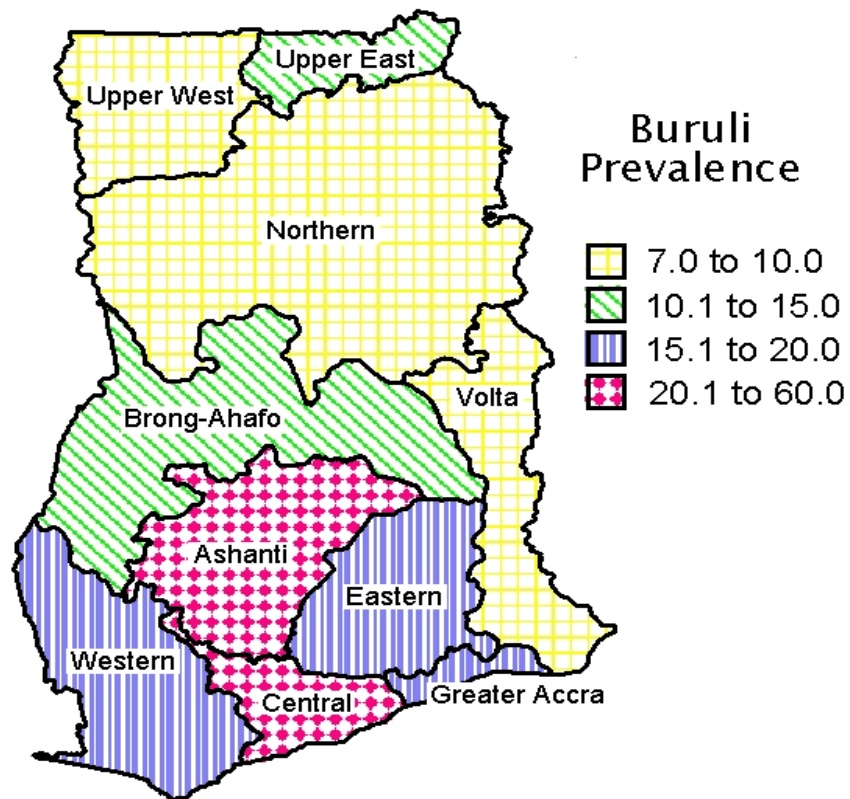 Upper East
Upper West
Buruli
Prevalence
Northern
7.0 to 10.0
10.1 to 15.0
15.1 to 20.0
20.1 to 60.0
Volta
Brong-Ahafo
Ashanti
Eastern
Western
Central
Greater Accra